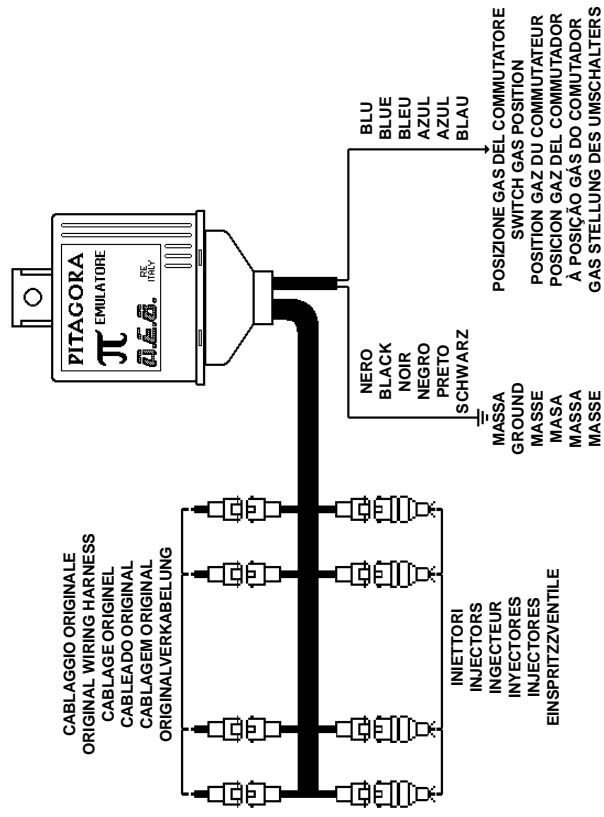 CABLAGGIO ORIGINALE
ORIGINAL WIRING HARNESS
CABLAGE ORIGINEL
CABLEADO ORIGINAL
CABLAGEM ORIGINAL
ORIGINALVERKABELUNG
INIETTORI
INJECTORS
INGECTEUR
INYECTORES
INJECTORES
EINSPRITZZVENTILE
PITAGORA
π EMULATORE
a.e.b. RE
ITALY
NERO
BLACK
NOIR
NEGRO
PRETO
SCHWARZ
MASSA
GROUND
MASSE
MASA
MASSA
MASSE
BLU
BLUE
BLEU
AZUL
AZUL
BLAU
POSIZIONE GAS DEL COMMUTATORE
SWITCH GAS POSITION
POSITION GAZ DU COMMUTATEUR
POSICION GAZ DEL COMMUTADOR
À POSIÇÃO GÁS DO COMUTADOR
GAS STELLUNG DES UMSCHALTERS